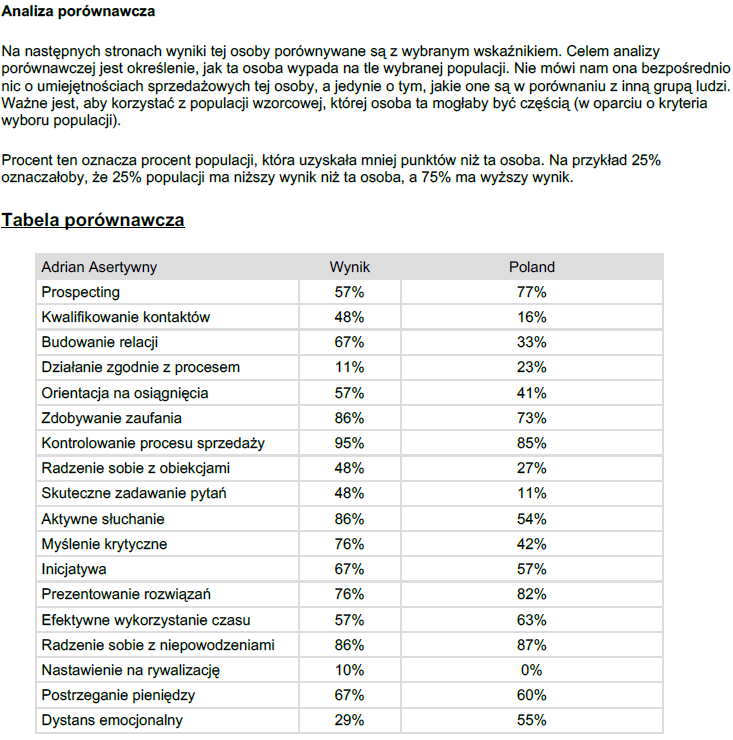 Analiza porównawcza
Na następnych stronach wyniki tej osoby porównywane są z wybranym wskaźnikiem. Celem analizy
porównawczej jest określenie, jak ta osoba wypada na tle wybranej populacji. Nie mówi nam ona bezpośrednio
nic o umiejętnościach sprzedażowych tej osoby, a jedynie o tym, jakie one są w porównaniu z inną grupą ludzi.
Ważne jest, aby korzystać z populacji wzorcowej, której osoba ta mogłaby być częścią (w oparciu o kryteria
wyboru populacji).
Procent ten oznacza procent populacji, która uzyskała mniej punktów niż ta osoba. Na przykład 25%
oznaczałoby, że 25% populacji ma niższy wynik niż ta osoba, a 75% ma wyższy wynik.
Tabela porównawcza
Adrian Asertywny Wynik Poland
Prospecting 57% 77%
Kwalifikowanie kontaktów 48% 16%
Budowanie relacji 67% 33%
Działanie zgodnie z procesem 11% 23%
Orientacja na osiągnięcia 57% 41%
Zdobywanie zaufania 86% 73%
Kontrolowanie procesu sprzedaży 95% 85%
Radzenie sobie z obiekcjami 48% 27%
Skuteczne zadawanie pytań 48% 11%
Aktywne słuchanie 86% 54%
Myślenie krytyczne 76% 42%
Inicjatywa 67% 57%
Prezentowanie rozwiązań 76% 82%
Efektywne wykorzystanie czasu 57% 63%
Radzenie sobie z niepowodzeniami 86% 87%
Nastawienie na rywalizację 10% 0%
Postrzeganie pieniędzy 67% 60%
Dystans emocjonalny 29% 55%